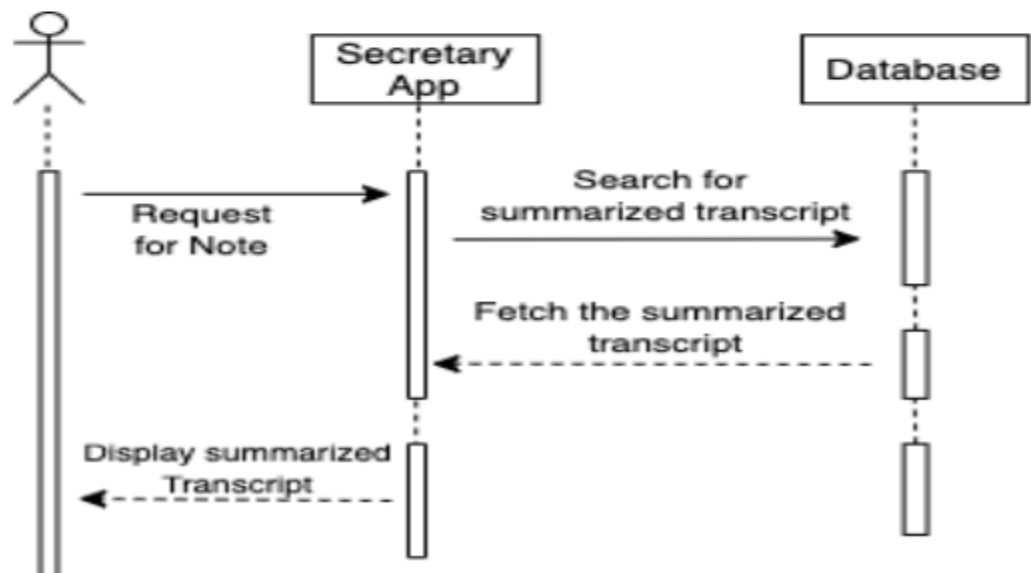 Secretary
App
Database
Request
for Note
Search for
summarized transcript
Fetch the summarized
transcript
Display summarized
Transcript